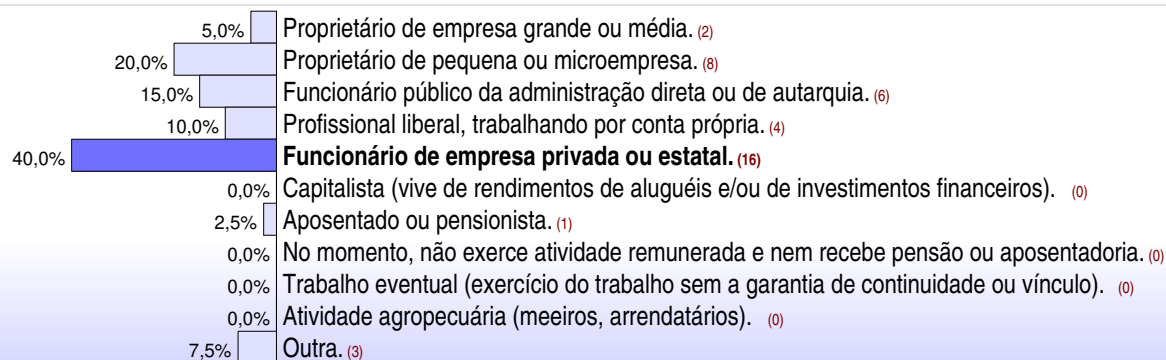 5,0% Proprietário de empresa grande ou média. (2)
20,0% Proprietário de pequena ou microempresa. (8)
15,0% Funcionário público da administração direta ou de autarquia. (6)
10,0% Profissional liberal, trabalhando por conta própria. (4)
40,0% Funcionário de empresa privada ou estatal. (16)
0,0% Capitalista (vive de rendimentos de aluguéis e/ou de investimentos financeiros). (0)
2,5% Aposentado ou pensionista. (1)
0,0% No momento, não exerce atividade remunerada e nem recebe pensão ou aposentadoria. (0)
0,0% Trabalho eventual (exercício do trabalho sem a garantia de continuidade ou vínculo). (0)
0,0% Atividade agropecuária (meeiros, arrendatários). (0)
7,5% Outra. (3)